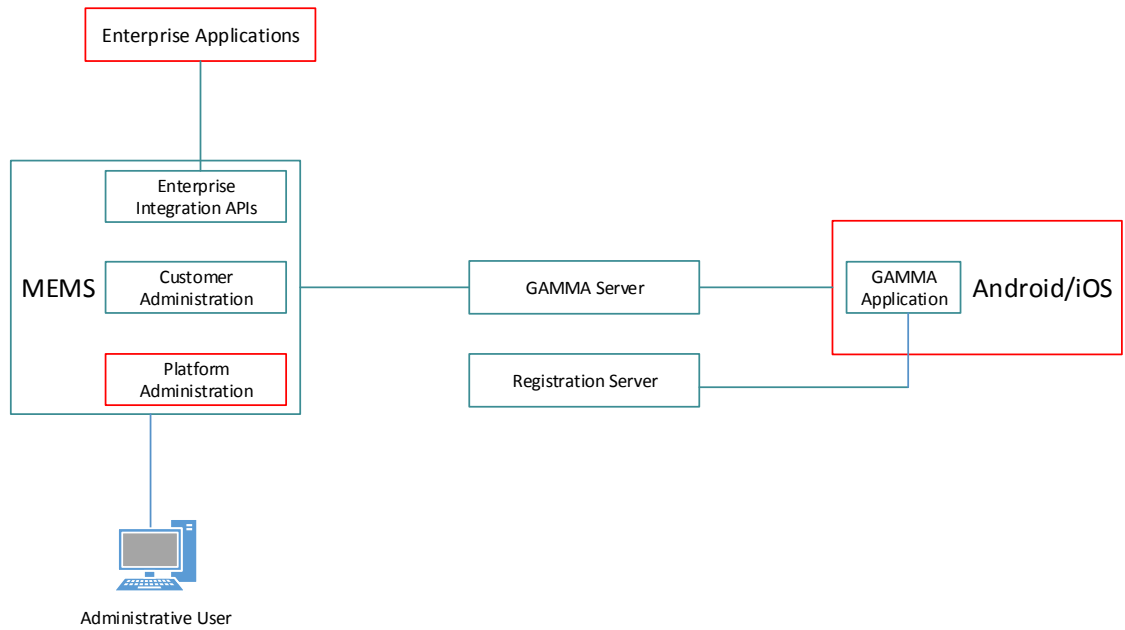 Enterprise Applications
Enterprise
Integration APIs
MEMS
Customer
Administration
Platform
Administration
GAMMA Server
Registration Server
GAMMA
Application
Android/iOS
Administrative User